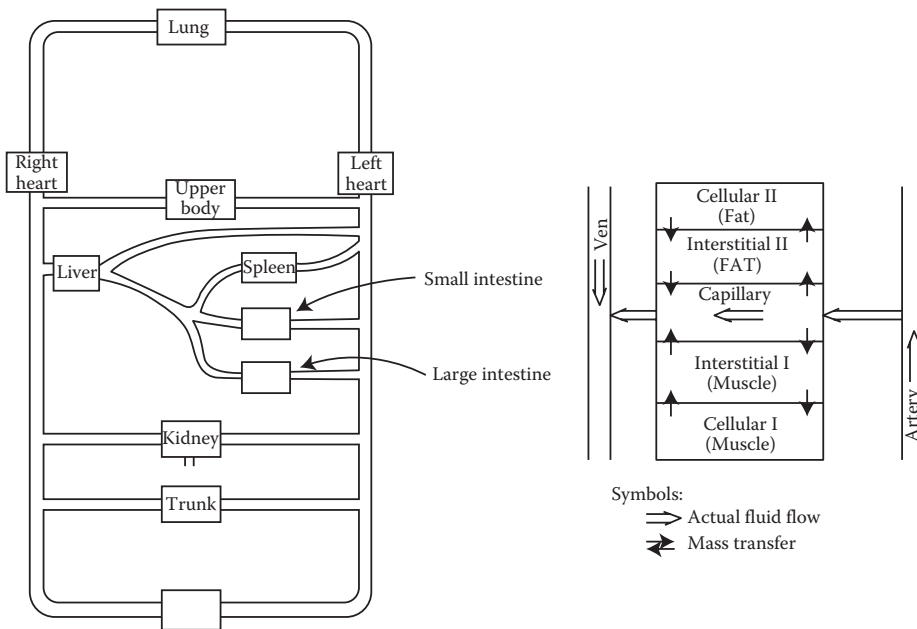 Lung
Right
heart
Left
heart
Upper
body
Liver
Spleen
Small intestine
Large intestine
Kidney
Trunk
Ven
Cellular II
(Fat)
Interstitial II
(FAT)
Capillary
Interstitial I
(Muscle)
Cellular I
(Muscle)
Artery
Symbols:
Actual fluid flow
Mass transfer